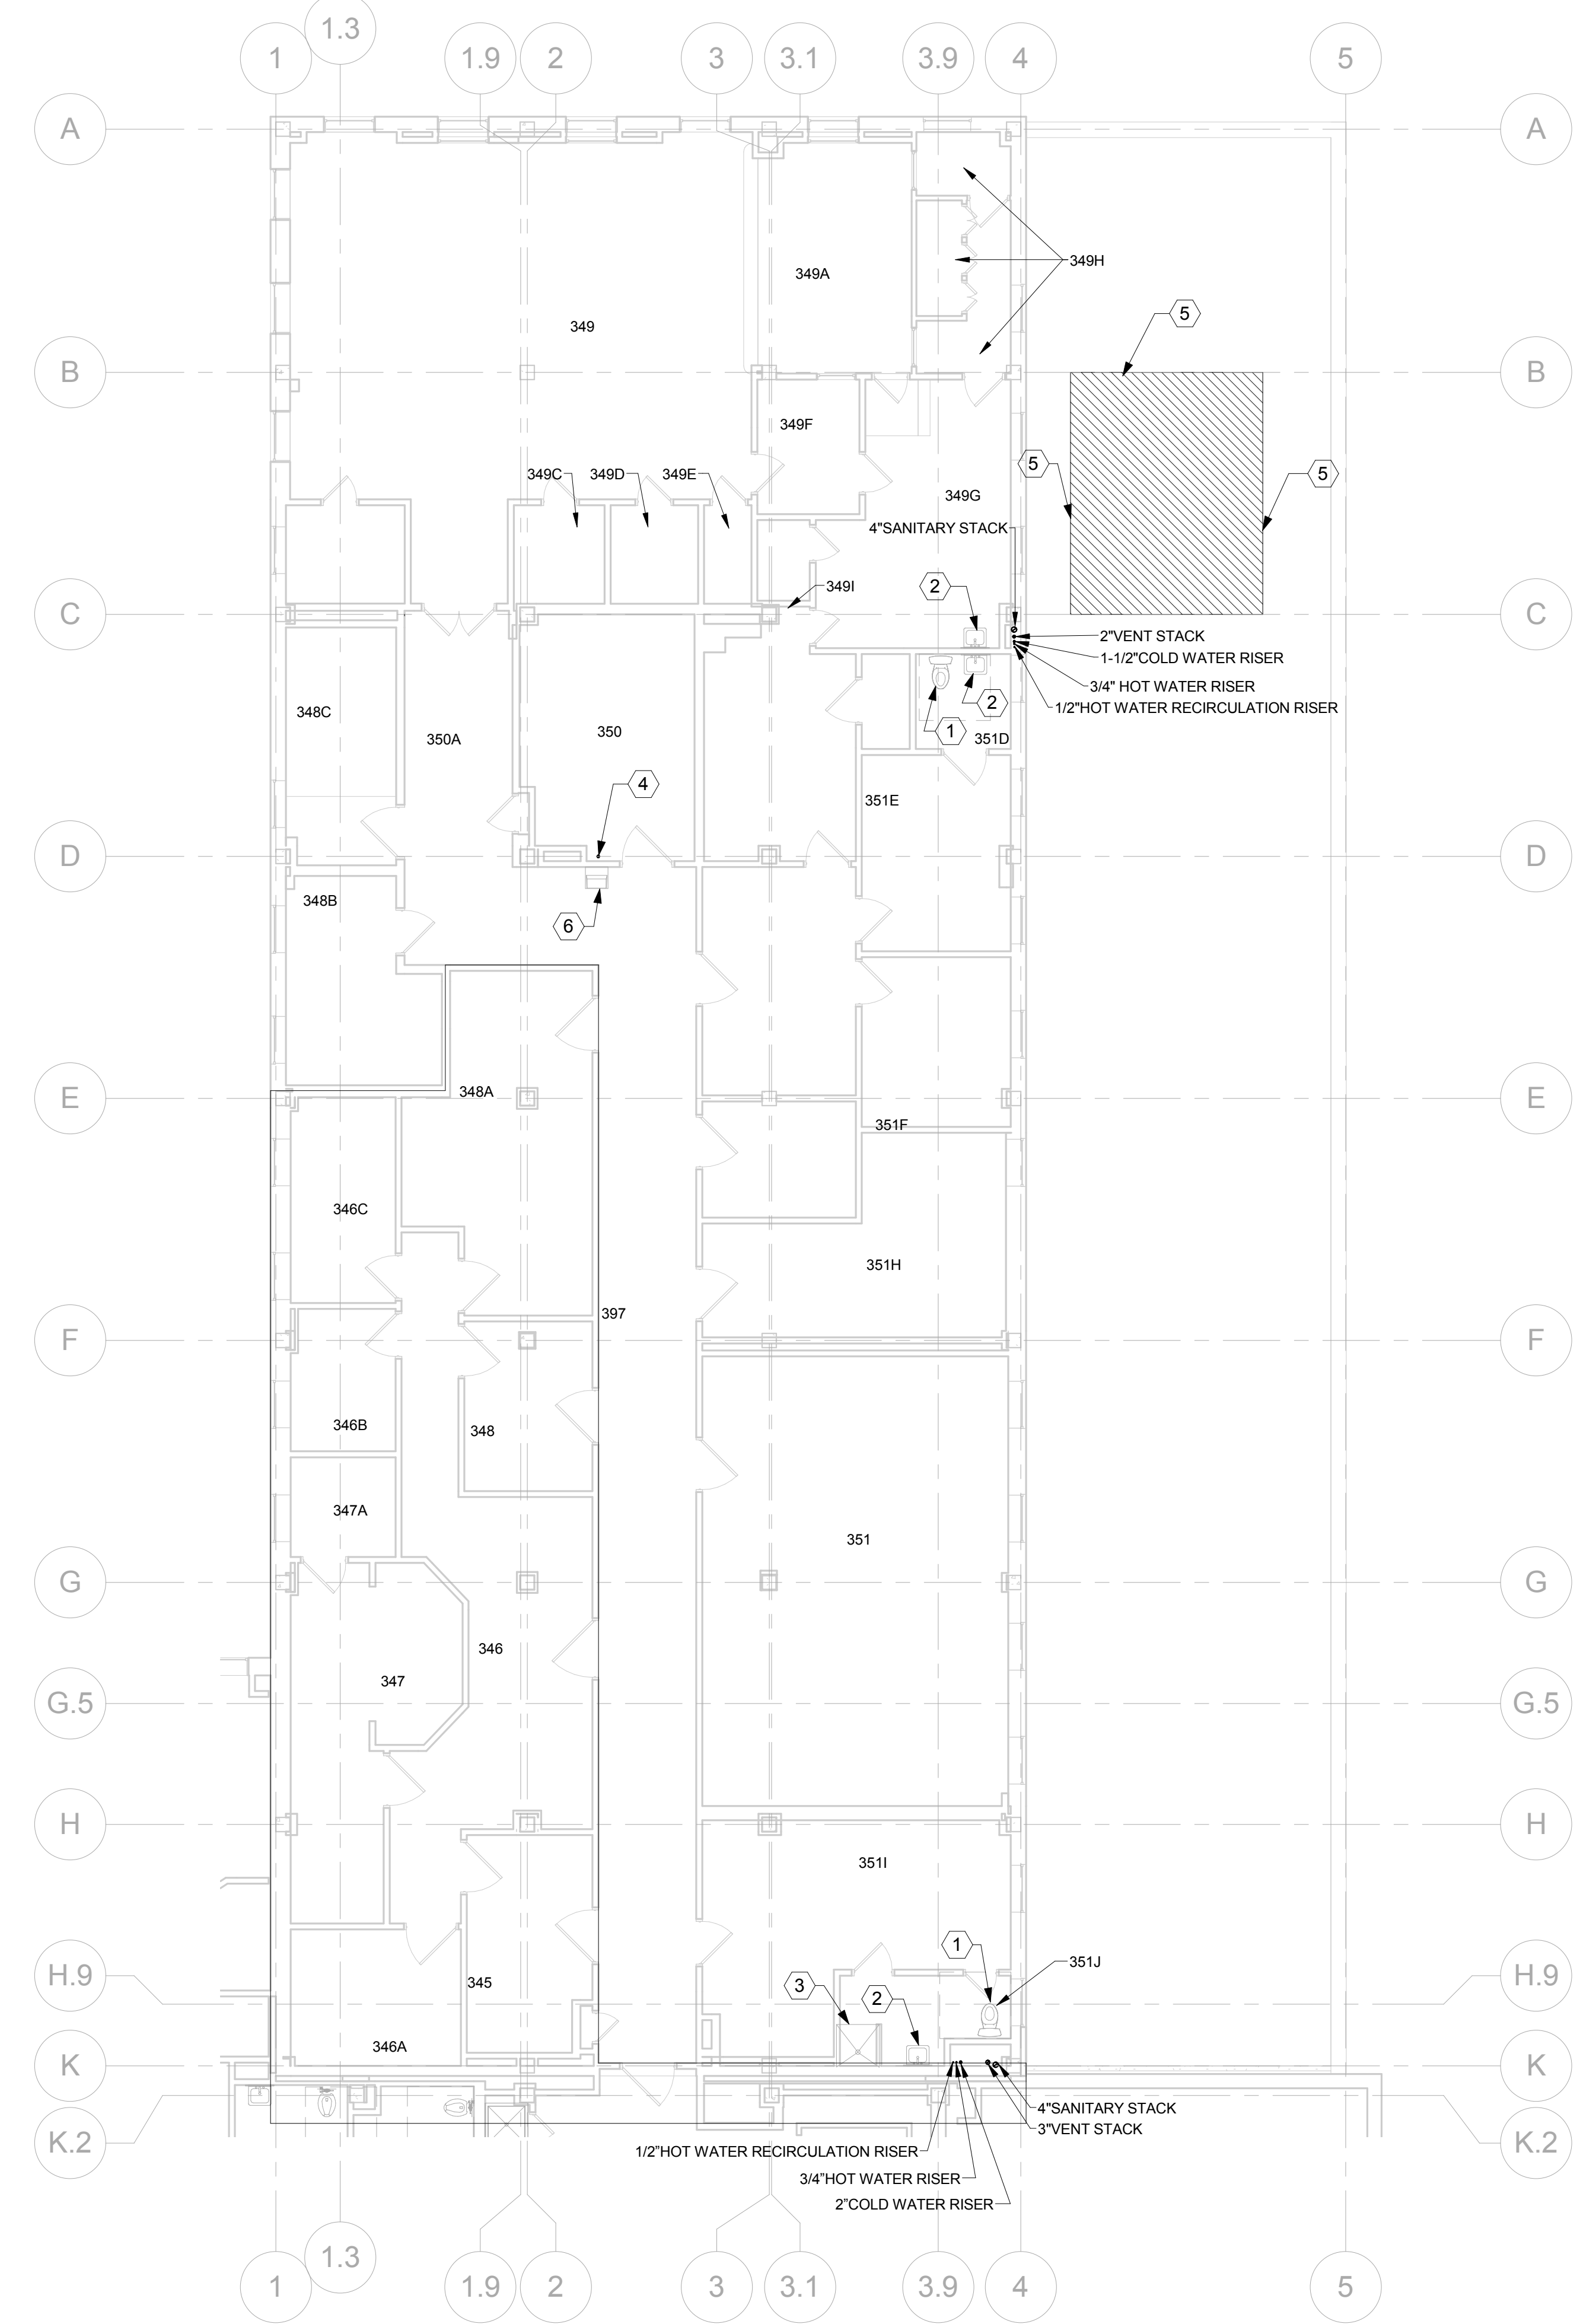 1.3
1 1.9 2 3 3.1 3.9 4 5
A A
349H
349A
5
349
B B
349F
5 5
349C 349D 349E
349G
4"SANITARY STACK
349I 2
C C
2"VENT STACK
1-1/2"COLD WATER RISER
3/4" HOT WATER RISER
2
1/2"HOT WATER RECIRCULATION RISER
348C
350A 350 1 351D
4
351E
D D
348B
6
348A
E E
351F
346C
351H
397
F F
346B 348
347A
351
G G
346
347
G.5 G.5
H H
351I
1
351J
H.9 3 2 H.9
345
346A
K K
4"SANITARY STACK
3"VENT STACK
K.2 K.2
1/2"HOT WATER RECIRCULATION RISER
3/4"HOT WATER RISER
2"COLD WATER RISER
1.3
1 1.9 2 3 3.1 3.9 4 5